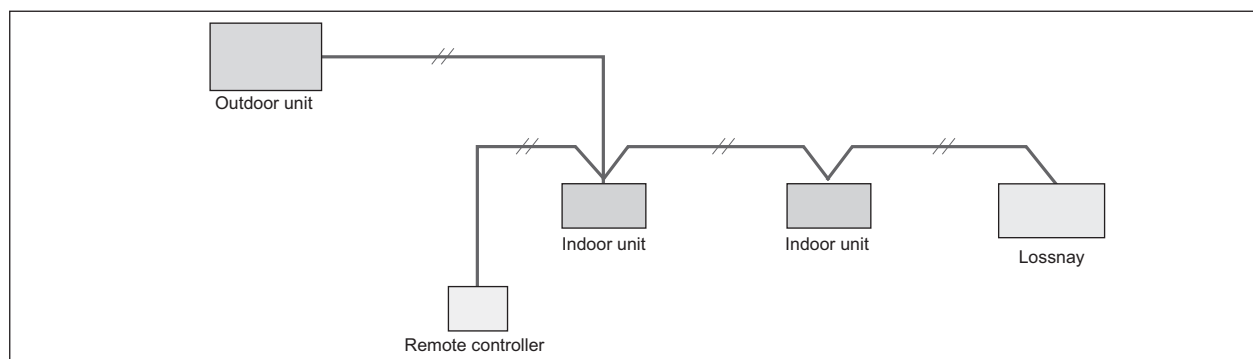 Outdoor unit
Indoor unit
Indoor unit
Lossnay
Remote controller